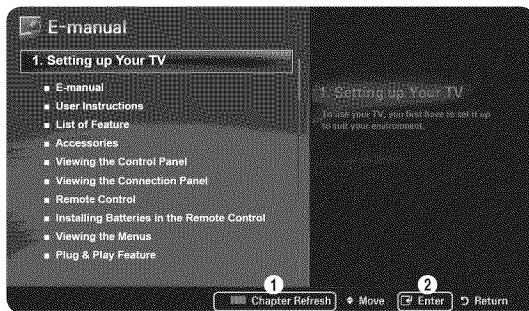 E-manual
1. Setting up Your TV
■ E-manual
■ User Instructions
■ List of Feature
■ Accessories
■ Viewing the Control Panel
■ Viewing the Connection Panel
■ Remote Control
■ Installing Batteries in the Remote Control
■ Viewing the Menus
■ Plug & Play Feature
1. Setting up Your TV
To use your TV, you first have to set it up
to suit your environment.
1 2
Chapter Refresh Move Enter Return